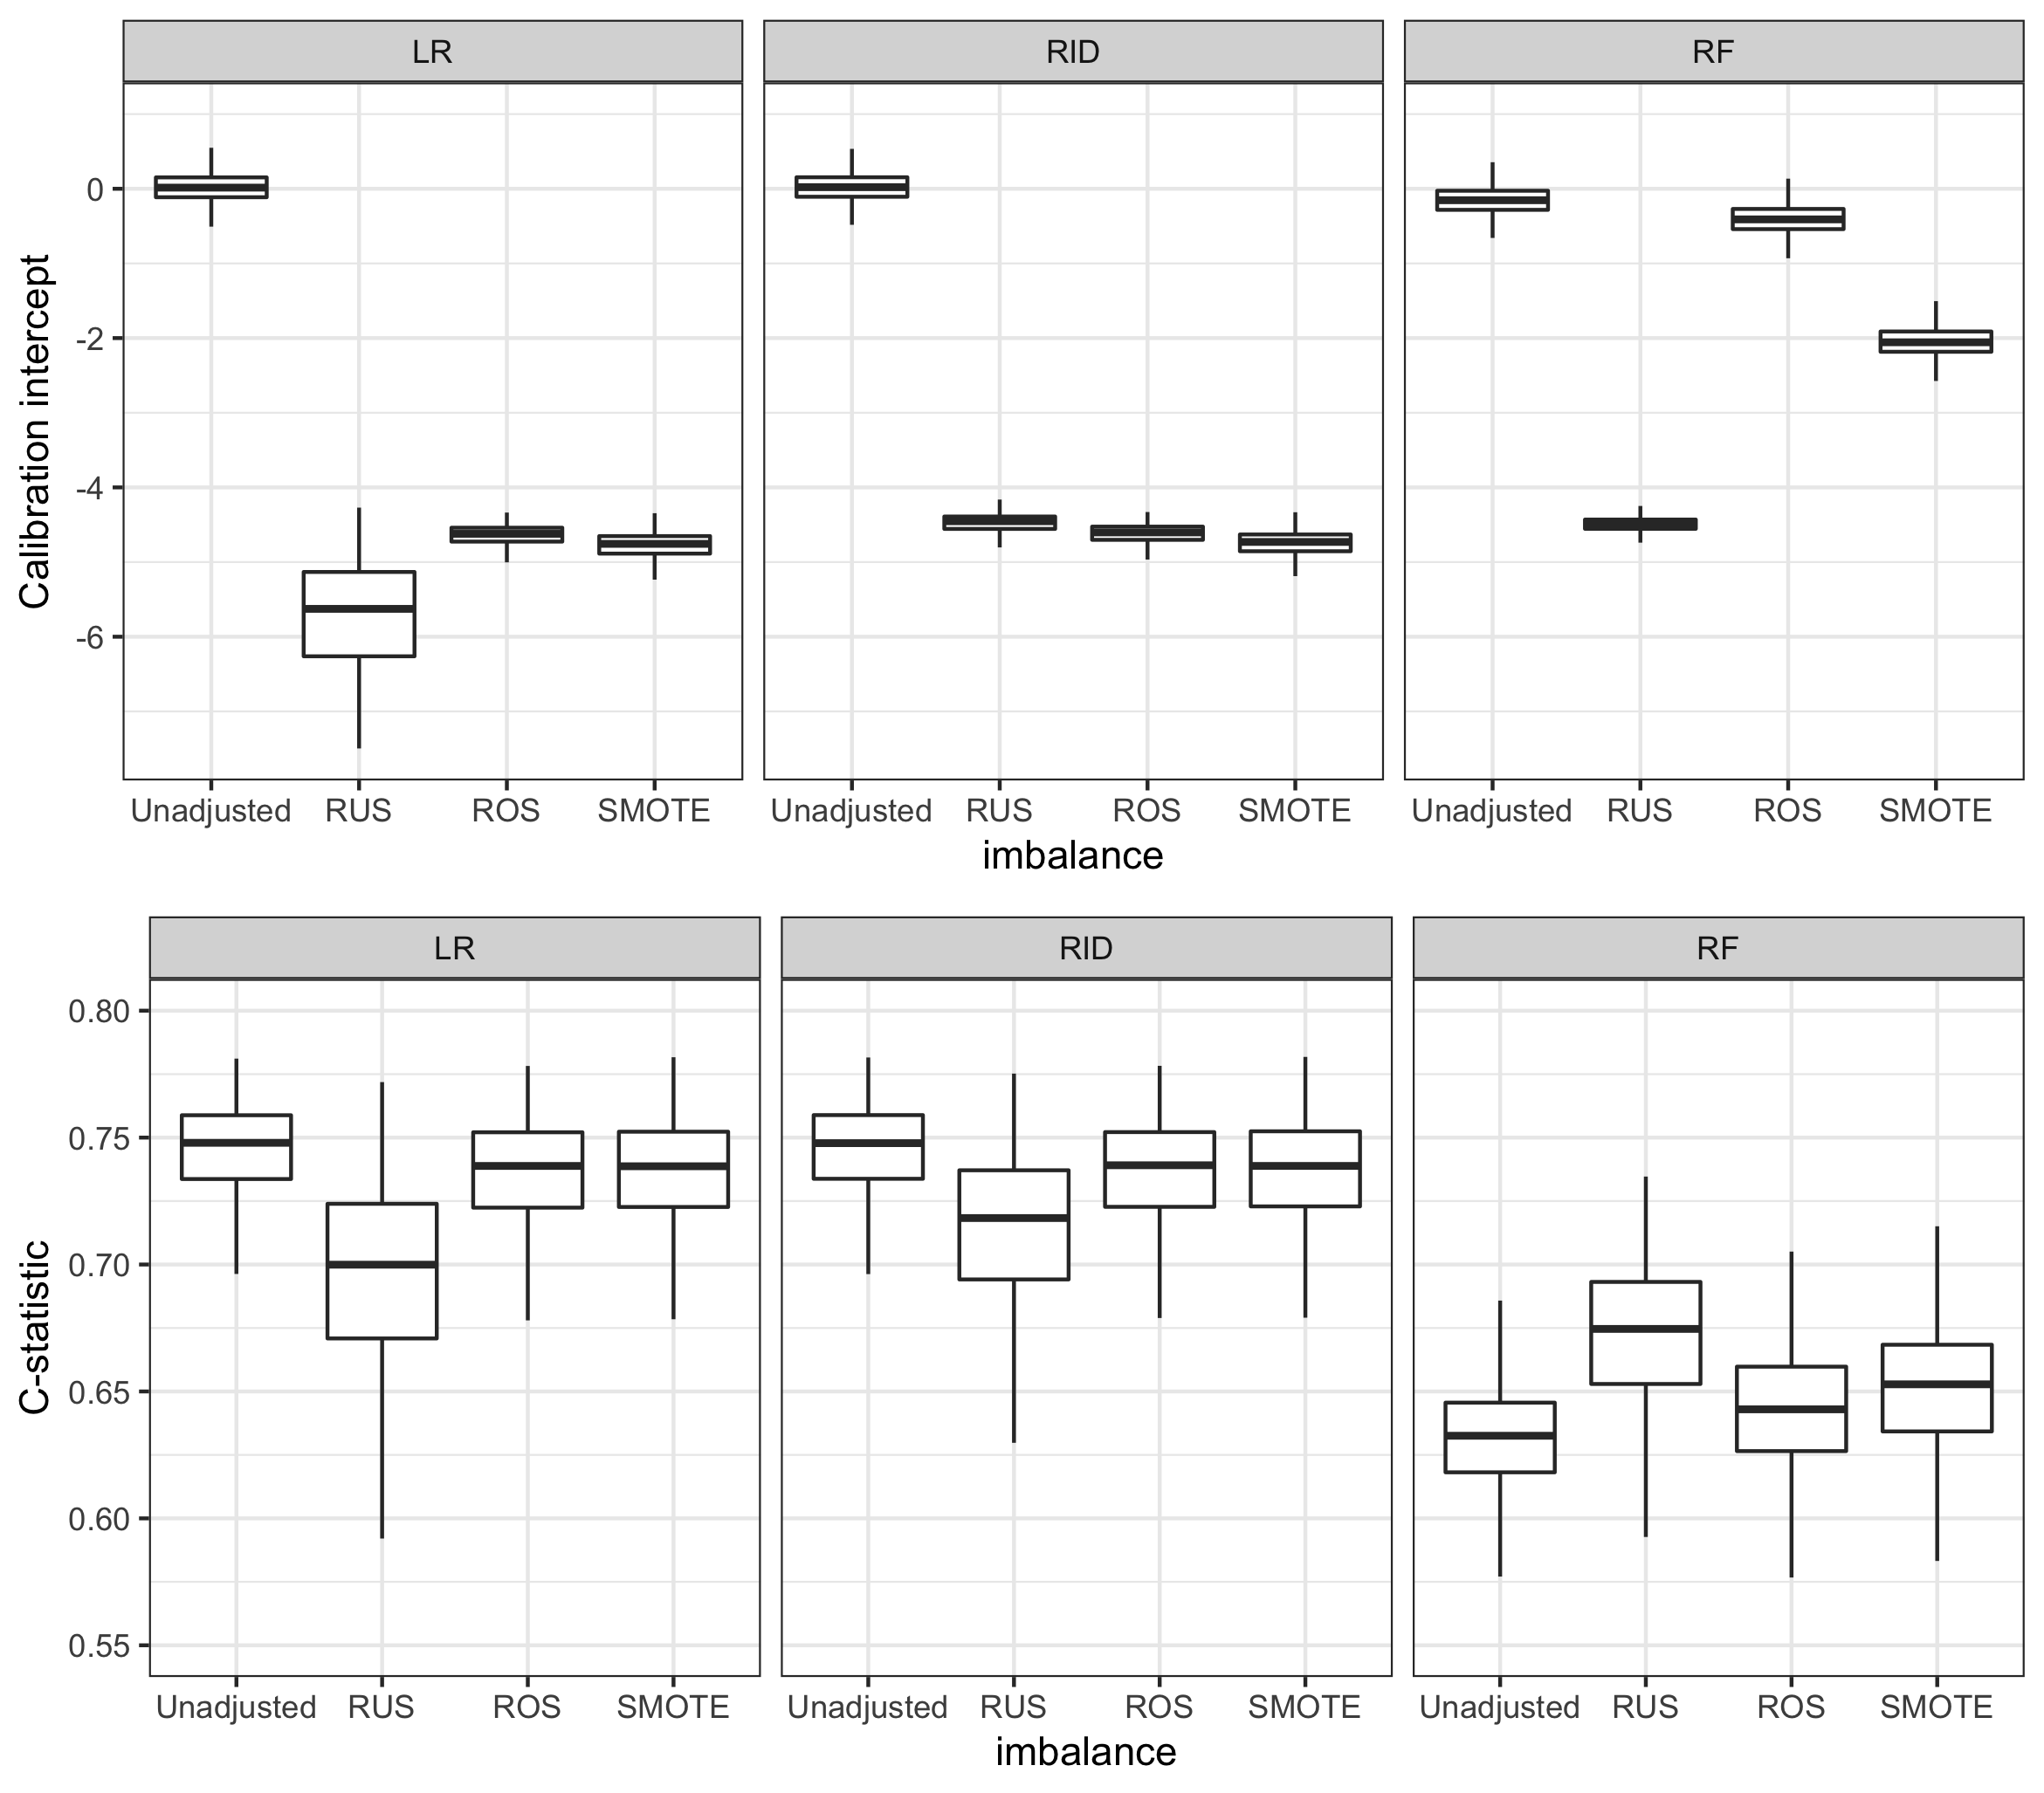 LR RID RF
Calibration intercept
0
-2
-4
-6
Unadjusted RUS ROS SMOTE Unadjusted RUS ROS SMOTE Unadjusted RUS ROS SMOTE
imbalance
LR RID RF
C-statistic
0.80
0.75
0.70
0.65
0.60
0.55
Unadjusted RUS ROS SMOTE Unadjusted RUS ROS SMOTE Unadjusted RUS ROS SMOTE
imbalance